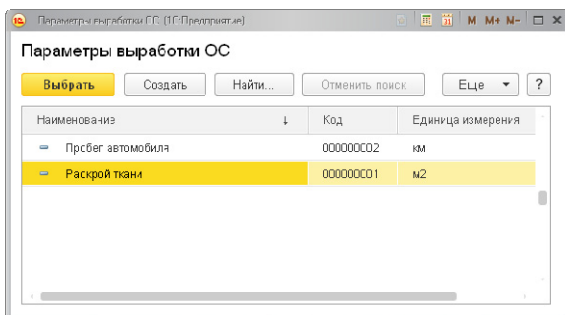 Параметры выработки ОС (1С:Предприятие)
M M+ M-
Параметры выработки ОС
Выбрать Создать Найти... Отменить поиск Еще ?
Наименование ↓ Код Единица измерения
Пробег автомобиля 000000002 км
Раскрой ткани 000000001 м2